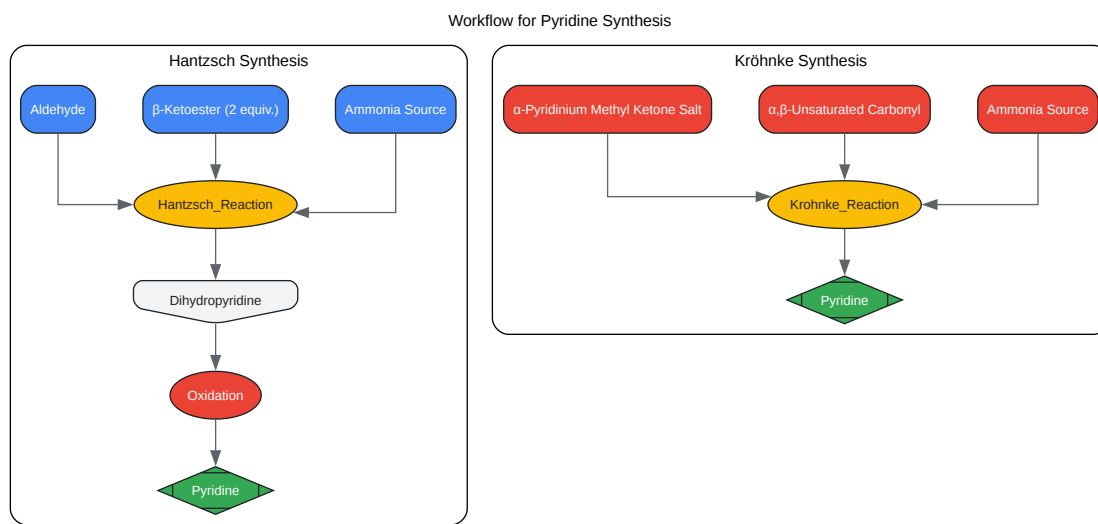 Workflow for Pyridine Synthesis
Hantzsch Synthesis
Aldehyde
β-Ketoester (2 equiv.)
Ammonia Source
Hantzsch_Reaction
Dihydropyridine
Oxidation
Pyridine
Kröhnke Synthesis
α-Pyridinium Methyl Ketone Salt
α,β-Unsaturated Carbonyl
Ammonia Source
Krohnke_Reaction
Pyridine